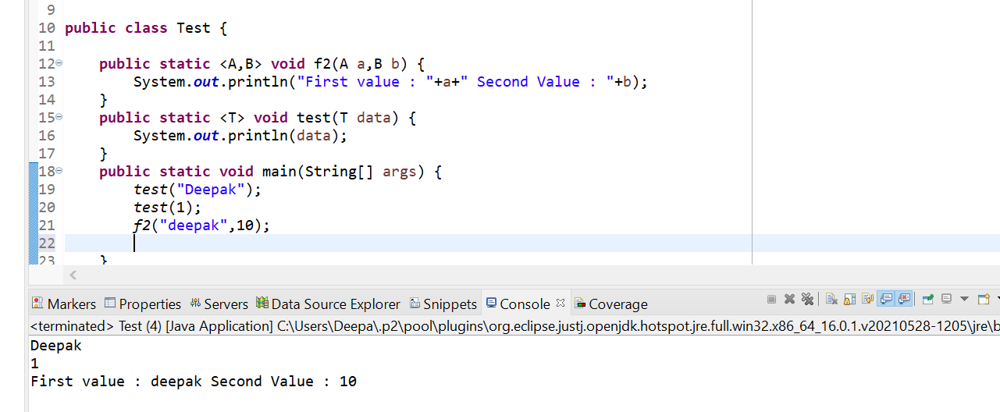 9
10 public class Test {
11
12 public static <A,B> void f2(A a,B b) {
13 System.out.println("First value : "+a+" Second Value : "+b);
14 }
15 public static <T> void test(T data) {
16 System.out.println(data);
17 }
18 public static void main(String[] args) {
19 test("Deepak");
20 test(1);
21 f2("deepak",10);
22
23 }
Markers Properties Servers Data Source Explorer Snippets Console Coverage
<terminated> Test (4) [Java Application] C:\Users\Deepa\.p2\pool\plugins\org.eclipse.justj.openjdk.hotspot.jre.full.win32.x86_64_16.0.1.v20210528-1205\jre\b
Deepak
1
First value : deepak Second Value : 10